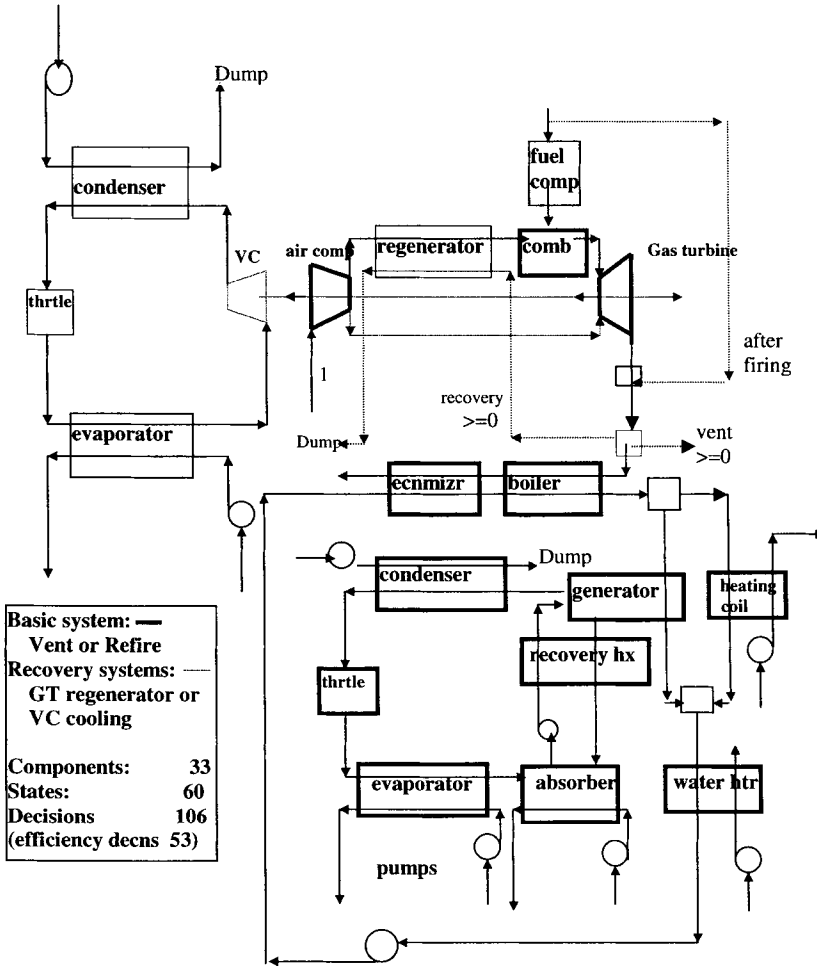 Dump
fuel
comp
condenser
VC
air comp
regenerator
comb
Gas turbine
thrtle
1
after
firing
recovery
>=0
vent
>=0
Dump
evaporator
ecnmizr
boiler
Dump
condenser
generator
heating
coil
recovery hx
thrtle
evaporator
absorber
water htr
pumps
Basic system:
Vent or Refire
Recovery systems:
GT regenerator or
VC cooling
Components: 33
States: 60
Decisions 106
(efficiency decns 53)